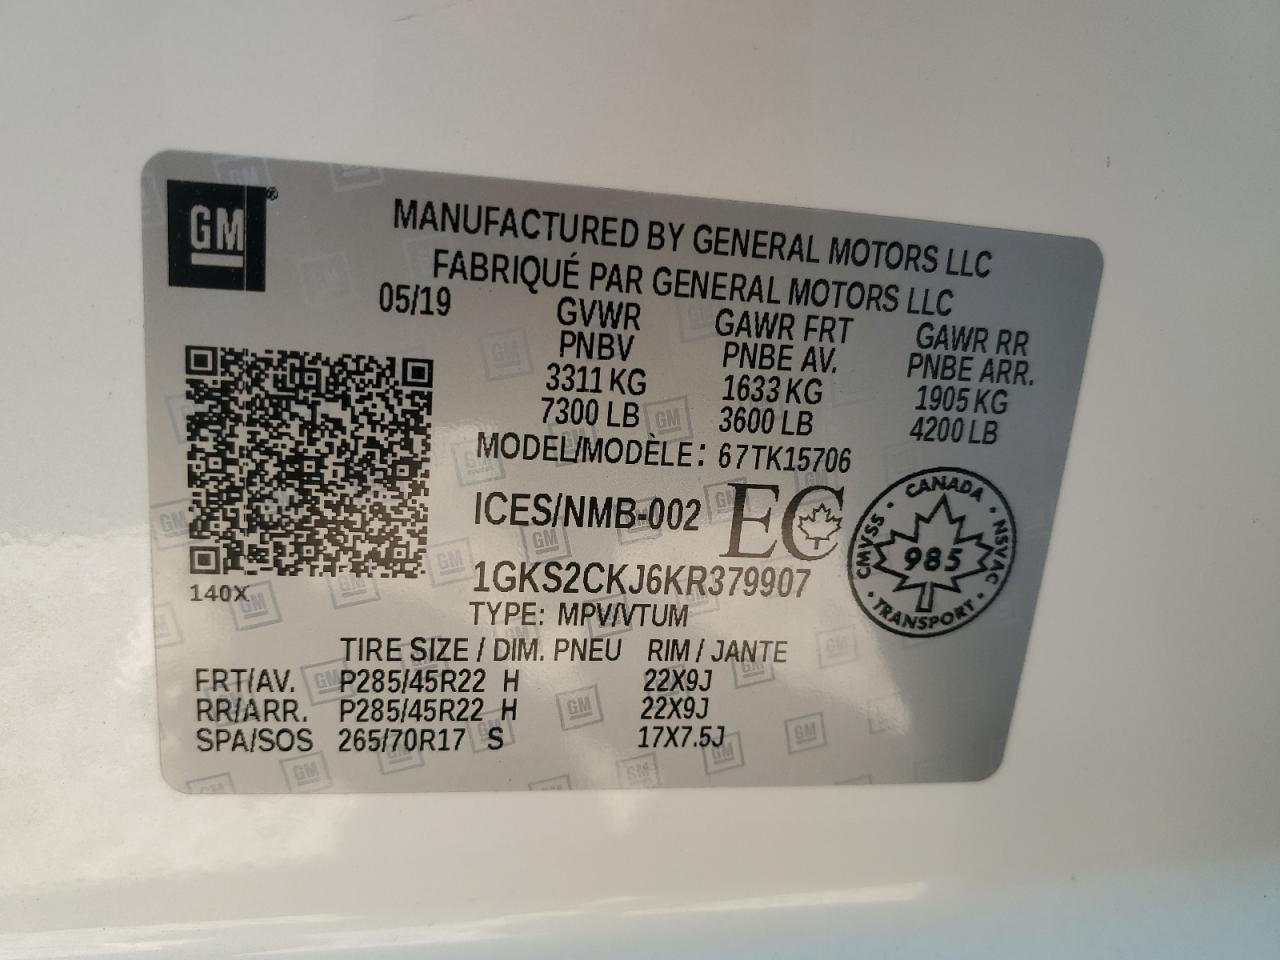 GM®
MANUFACTURED BY GENERAL MOTORS LLC
FABRIQUÉ PAR GENERAL MOTORS LLC
05/19 GVWR GAWR FRT GAWR RR
PNBV PNBE AV. PNBE ARR.
3311 KG 1633 KG 1905 KG
7300 LB 3600 LB 4200 LB
MODEL/MODÈLE: 67TK15706
ICES/NMB-002 EC
CANADA
CMVSS · 985 · NSVAC
TRANSPORT
1GKS2CKJ6KR379907
140X
TYPE: MPV/VTUM
TIRE SIZE / DIM. PNEU RIM / JANTE
FRT/AV. P285/45R22 H 22X9J
RR/ARR. P285/45R22 H 22X9J
SPA/SOS 265/70R17 S 17X7.5J